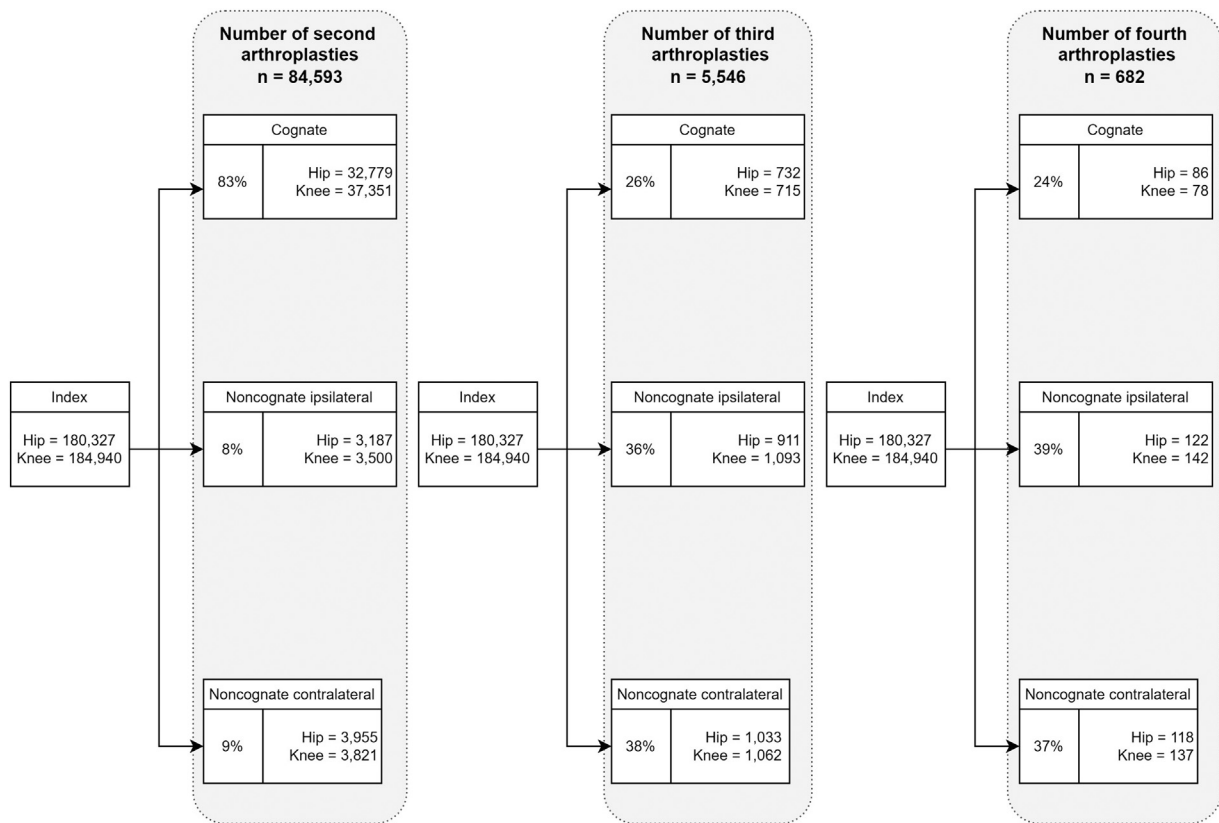 Number of second
arthroplasties
n = 84,593
Cognate
83%
Hip = 32,779
Knee = 37,351
Index
Hip = 180,327
Knee = 184,940
Noncognate ipsilateral
8%
Hip = 3,187
Knee = 3,500
Noncognate contralateral
9%
Hip = 3,955
Knee = 3,821
Number of third
arthroplasties
n = 5,546
Cognate
26%
Hip = 732
Knee = 715
Index
Hip = 180,327
Knee = 184,940
Noncognate ipsilateral
36%
Hip = 911
Knee = 1,093
Noncognate contralateral
38%
Hip = 1,033
Knee = 1,062
Number of fourth
arthroplasties
n = 682
Cognate
24%
Hip = 86
Knee = 78
Index
Hip = 180,327
Knee = 184,940
Noncognate ipsilateral
39%
Hip = 122
Knee = 142
Noncognate contralateral
37%
Hip = 118
Knee = 137